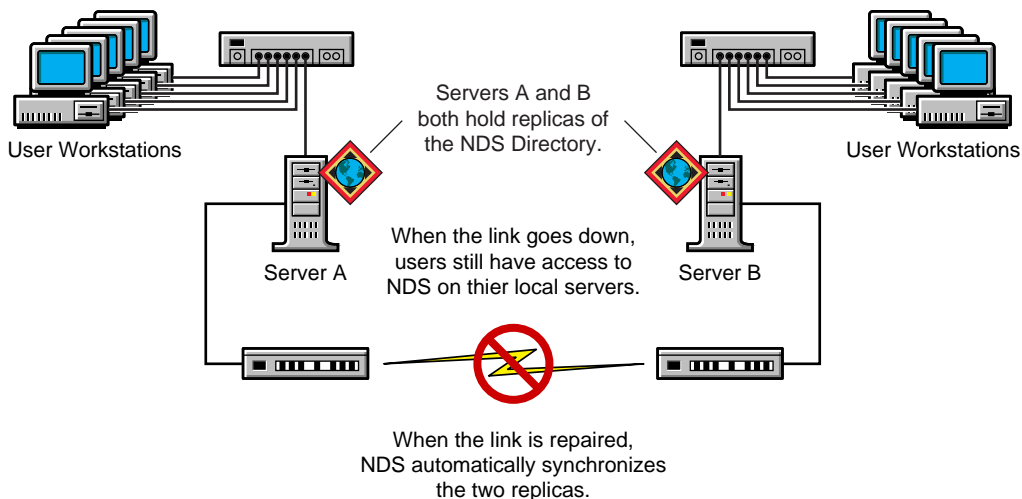 Servers A and B
both hold replicas of
the NDS Directory.
User Workstations
User Workstations
When the link goes down,
users still have access to
NDS on thier local servers.
Server A
Server B
When the link is repaired,
NDS automatically synchronizes
the two replicas.